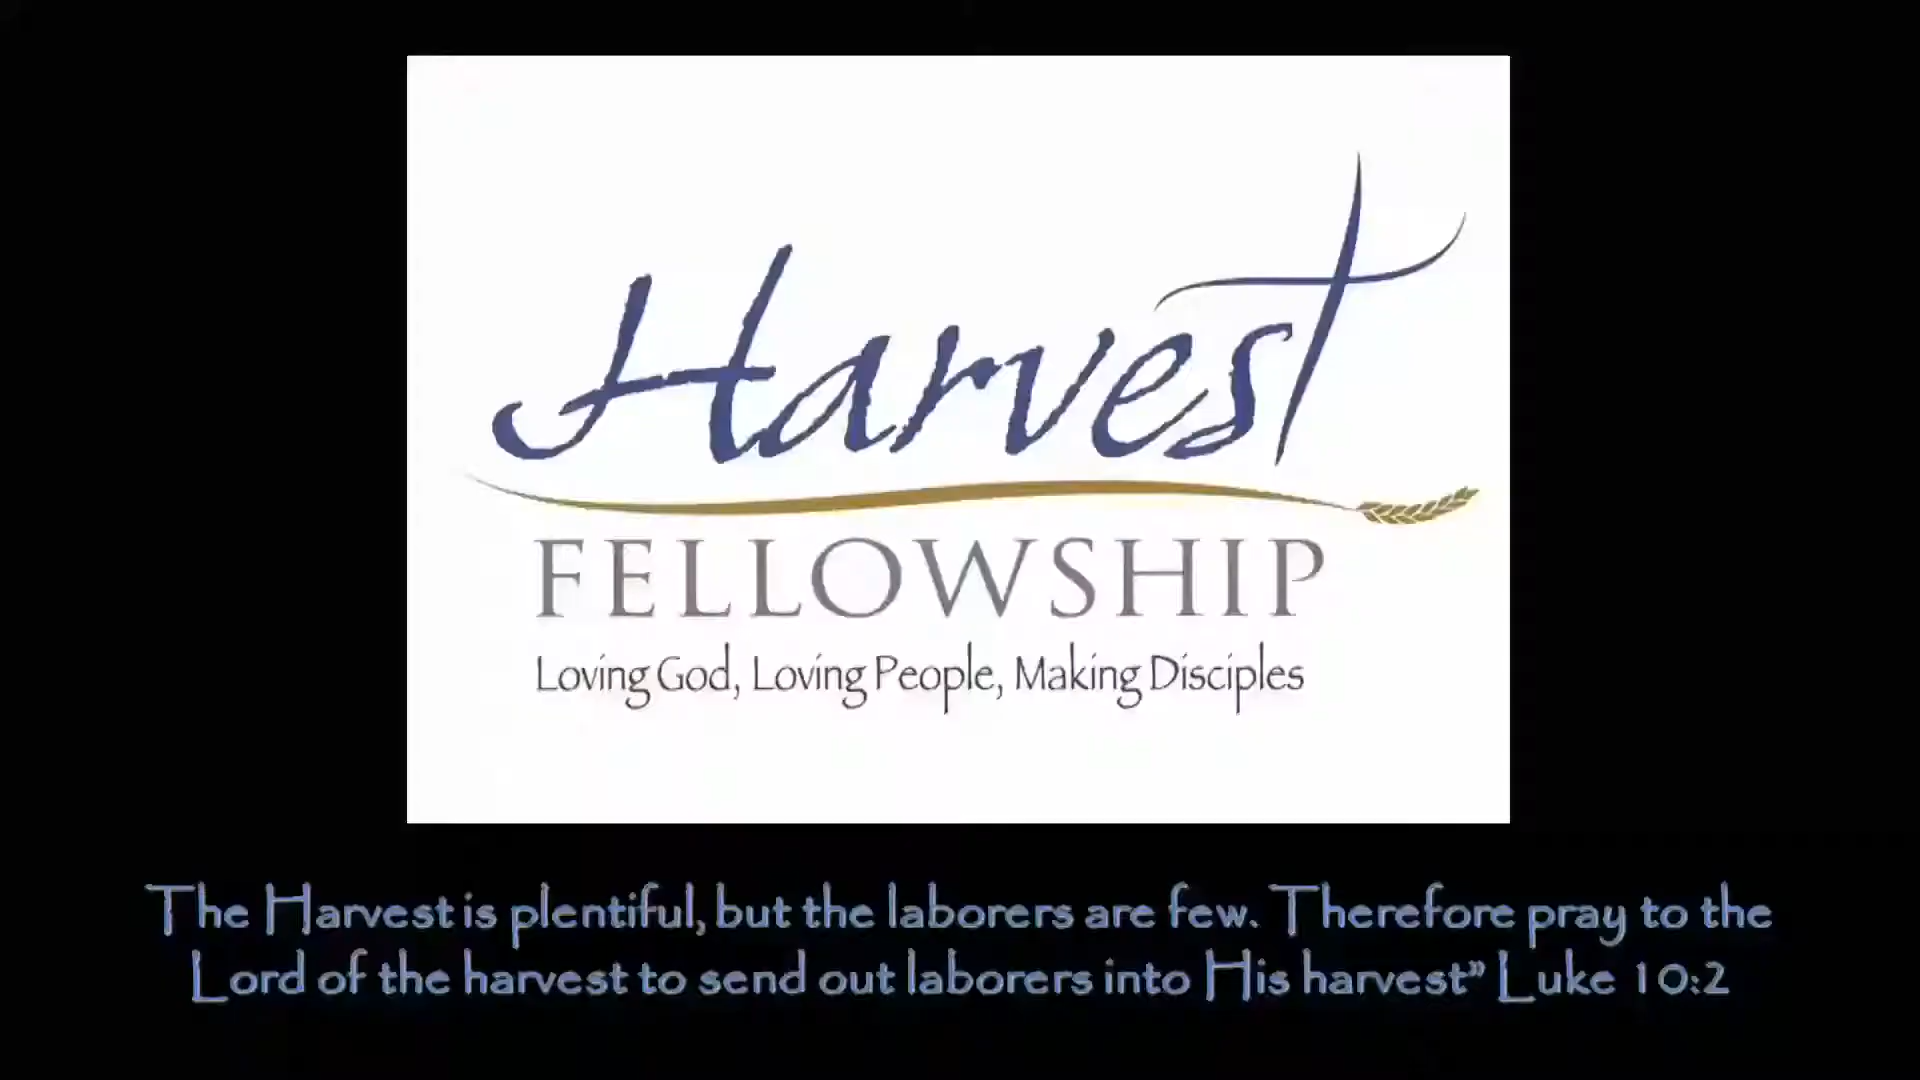 Harvest
FELLOWSHIP
Loving God, Loving People, Making Disciples
The Harvest is plentiful, but the laborers are few. Therefore pray to the
Lord of the harvest to send out laborers into His harvest” Luke 10:2